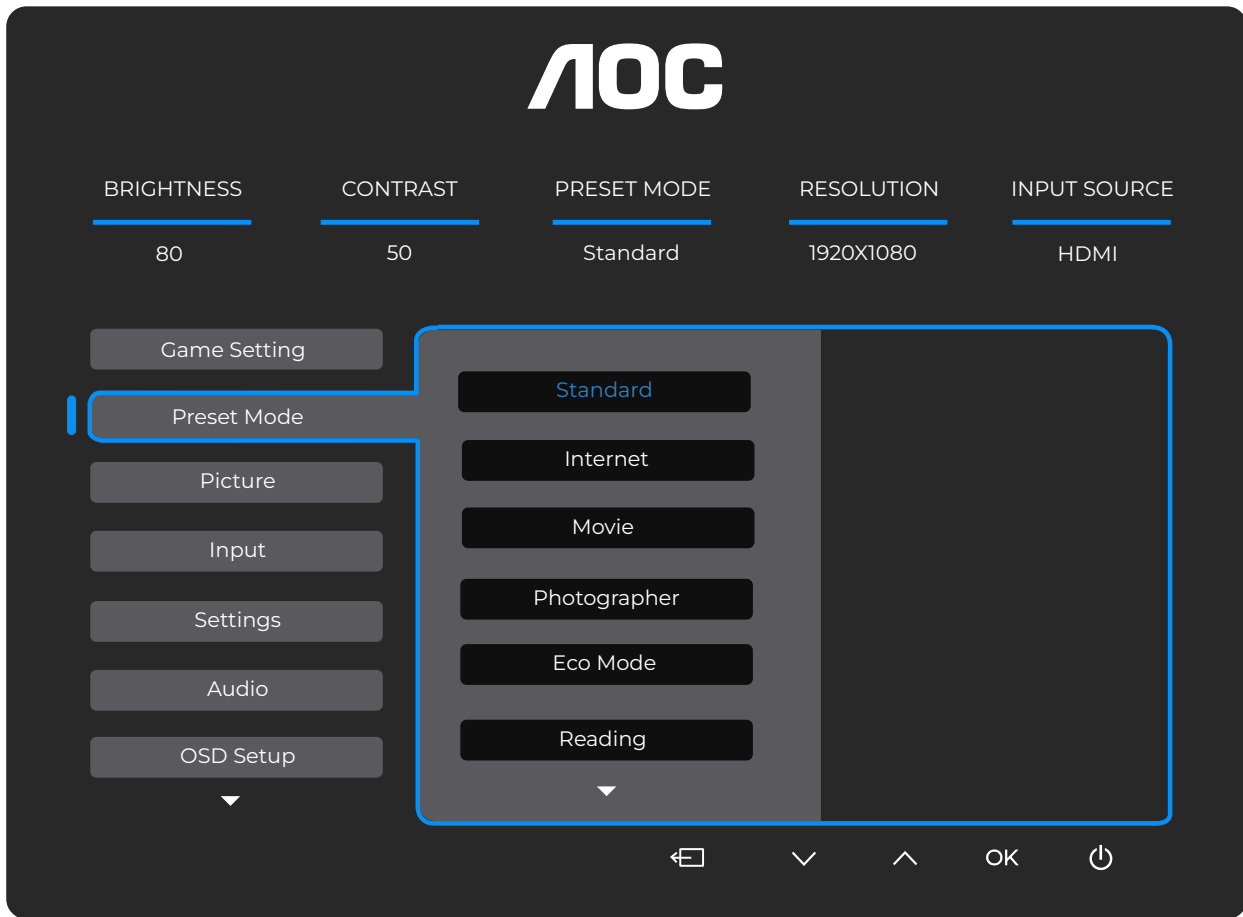 AOC
BRIGHTNESS CONTRAST PRESET MODE RESOLUTION INPUT SOURCE
80 50 Standard 1920X1080 HDMI
Game Setting
Preset Mode
Picture
Input
Settings
Audio
OSD Setup
Standard
Internet
Movie
Photographer
Eco Mode
Reading
OK